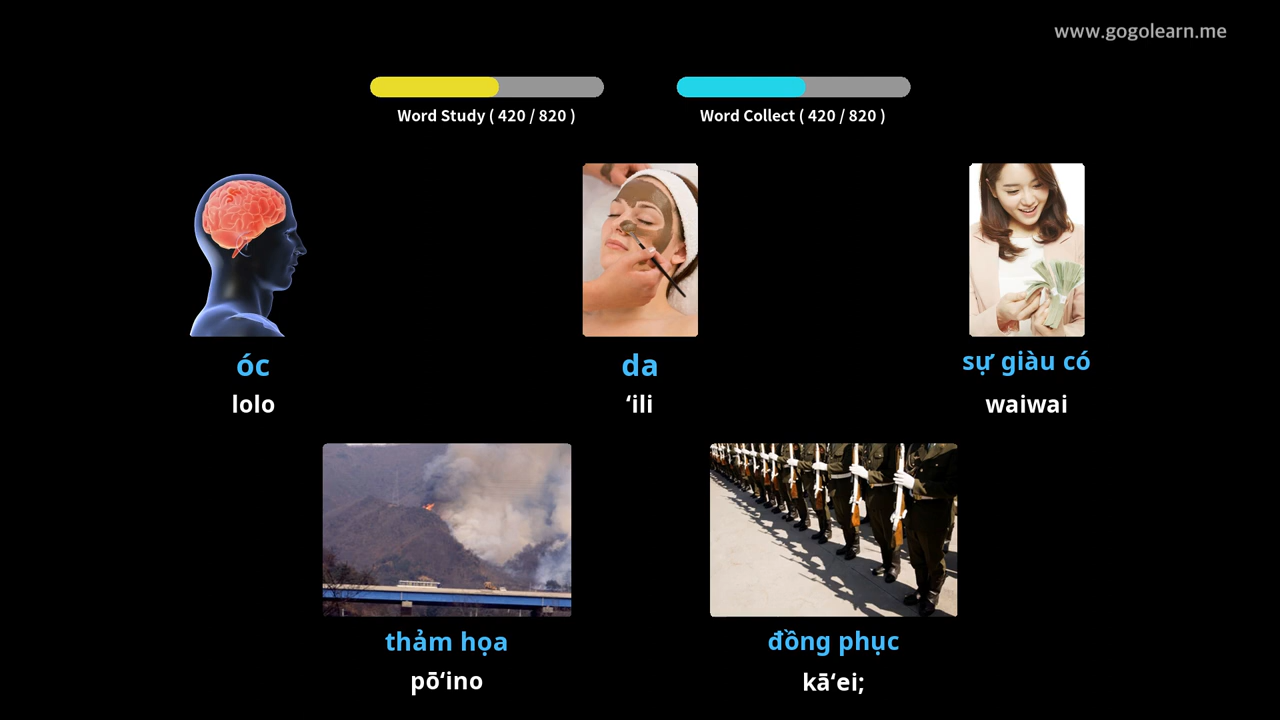 www.gogolearn.me
Word Study ( 420 / 820 )
Word Collect ( 420 / 820 )
óc
da
sự giàu có
lolo
ʻili
waiwai
thảm họa
đồng phục
pōʻino
kāʻei;